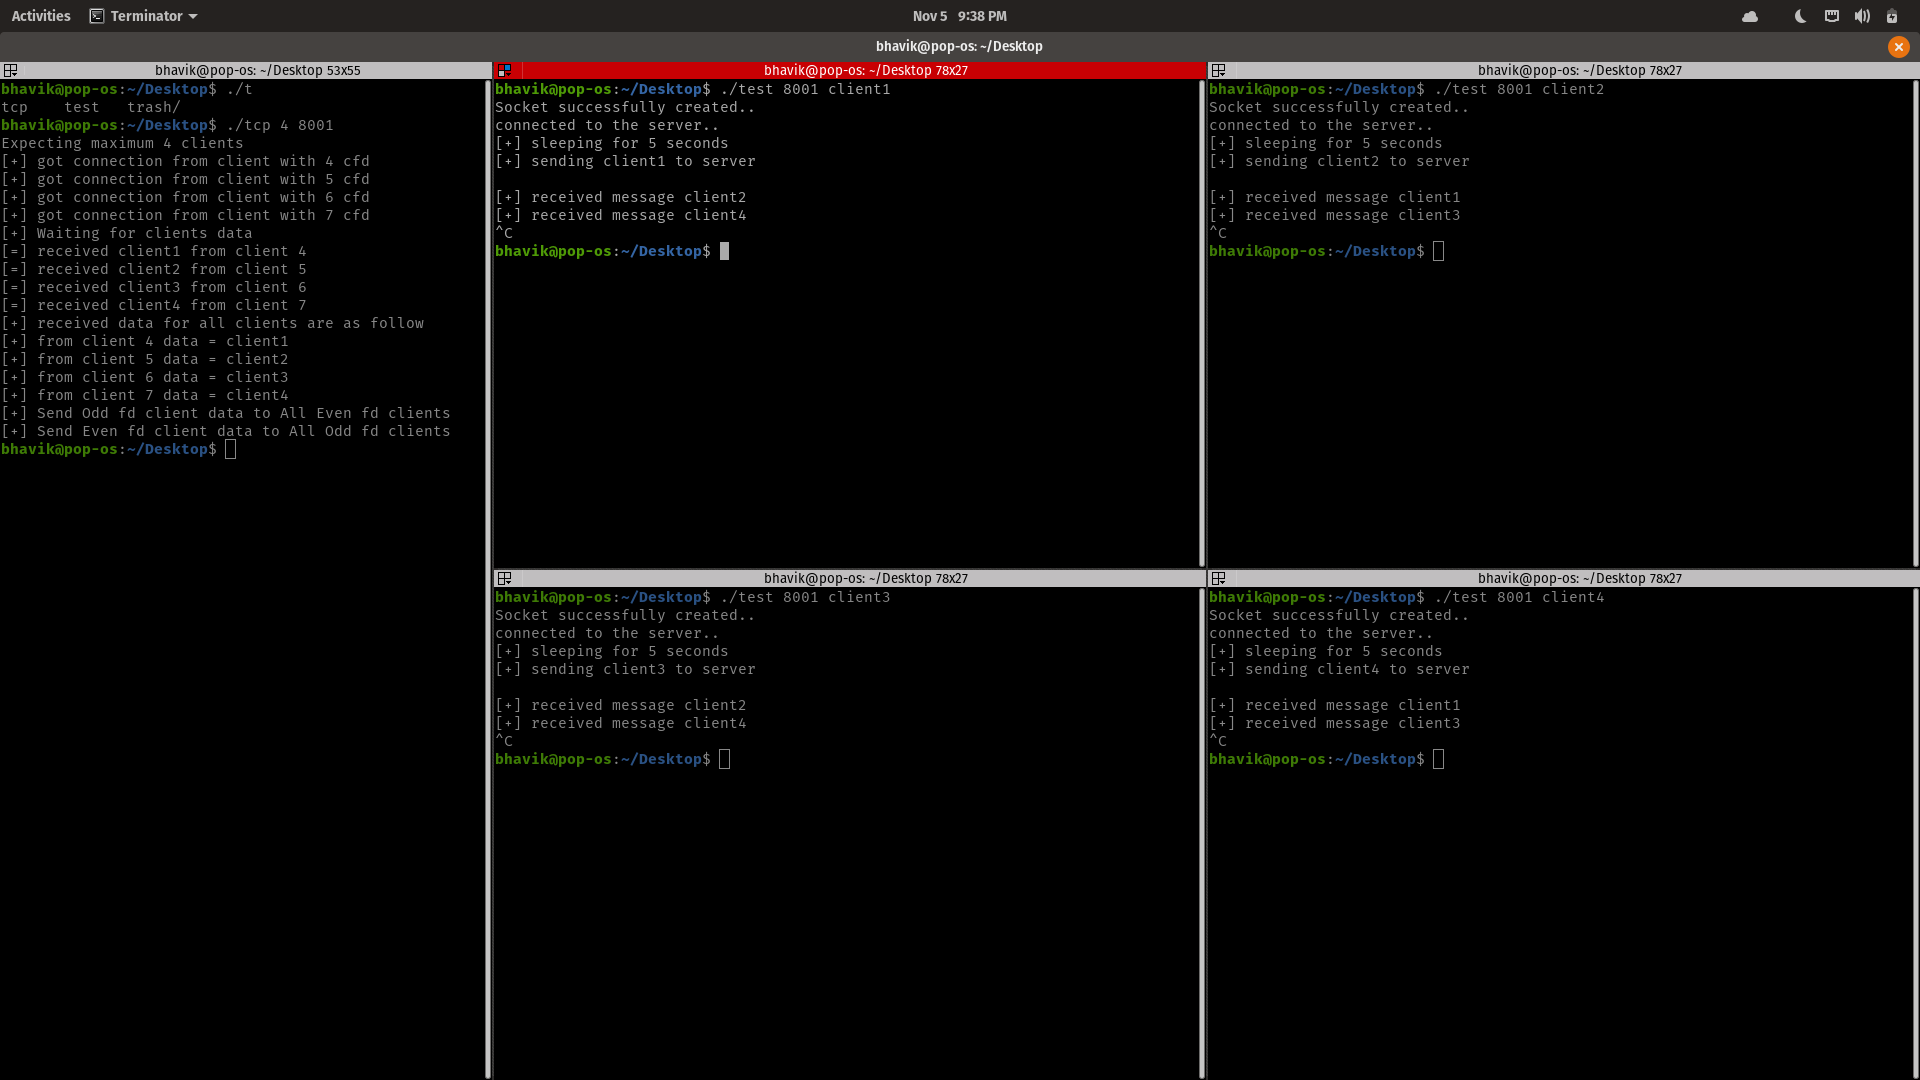 Activities Terminator Nov 5 9:38 PM
bhavik@pop-os: ~/Desktop
bhavik@pop-os: ~/Desktop 53x55
bhavik@pop-os:~/Desktop$ ./t
tcp test trash/
bhavik@pop-os:~/Desktop$ ./tcp 4 8001
Expecting maximum 4 clients
[+] got connection from client with 4 cfd
[+] got connection from client with 5 cfd
[+] got connection from client with 6 cfd
[+] got connection from client with 7 cfd
[+] Waiting for clients data
[=] received client1 from client 4
[=] received client2 from client 5
[=] received client3 from client 6
[=] received client4 from client 7
[+] received data for all clients are as follow
[+] from client 4 data = client1
[+] from client 5 data = client2
[+] from client 6 data = client3
[+] from client 7 data = client4
[+] Send Odd fd client data to All Even fd clients
[+] Send Even fd client data to All Odd fd clients
bhavik@pop-os:~/Desktop$
bhavik@pop-os: ~/Desktop 78x27
bhavik@pop-os:~/Desktop$ ./test 8001 client1
Socket successfully created..
connected to the server..
[+] sleeping for 5 seconds
[+] sending client1 to server
[+] received message client2
[+] received message client4
^C
bhavik@pop-os:~/Desktop$
bhavik@pop-os: ~/Desktop 78x27
bhavik@pop-os:~/Desktop$ ./test 8001 client2
Socket successfully created..
connected to the server..
[+] sleeping for 5 seconds
[+] sending client2 to server
[+] received message client1
[+] received message client3
^C
bhavik@pop-os:~/Desktop$
bhavik@pop-os: ~/Desktop 78x27
bhavik@pop-os:~/Desktop$ ./test 8001 client3
Socket successfully created..
connected to the server..
[+] sleeping for 5 seconds
[+] sending client3 to server
[+] received message client2
[+] received message client4
^C
bhavik@pop-os:~/Desktop$
bhavik@pop-os: ~/Desktop 78x27
bhavik@pop-os:~/Desktop$ ./test 8001 client4
Socket successfully created..
connected to the server..
[+] sleeping for 5 seconds
[+] sending client4 to server
[+] received message client1
[+] received message client3
^C
bhavik@pop-os:~/Desktop$